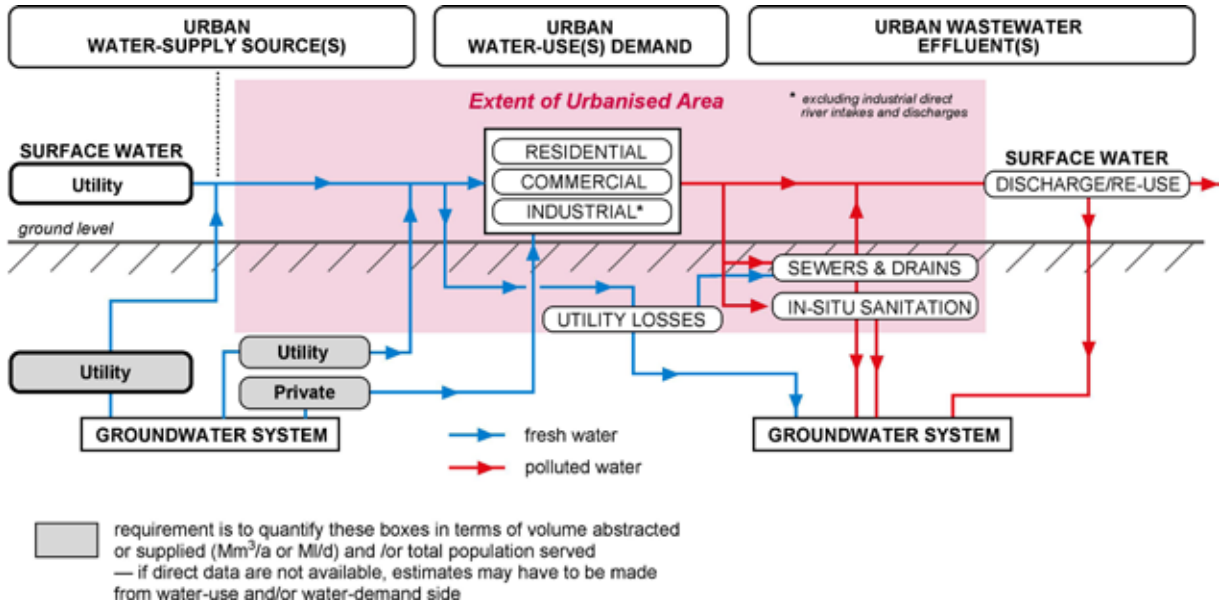 URBAN
WATER-SUPPLY SOURCE(S)
URBAN
WATER-USE(S) DEMAND
URBAN WASTEWATER
EFFLUENT(S)
Extent of Urbanised Area
* excluding industrial direct
river intakes and discharges
SURFACE WATER
Utility
RESIDENTIAL
COMMERCIAL
INDUSTRIAL*
SURFACE WATER
DISCHARGE/RE-USE
ground level
SEWERS & DRAINS
IN-SITU SANITATION
UTILITY LOSSES
Utility
Utility
Private
GROUNDWATER SYSTEM
GROUNDWATER SYSTEM
fresh water
polluted water
requirement is to quantify these boxes in terms of volume abstracted
or supplied (Mm³/a or Ml/d) and /or total population served
— if direct data are not available, estimates may have to be made
from water-use and/or water-demand side